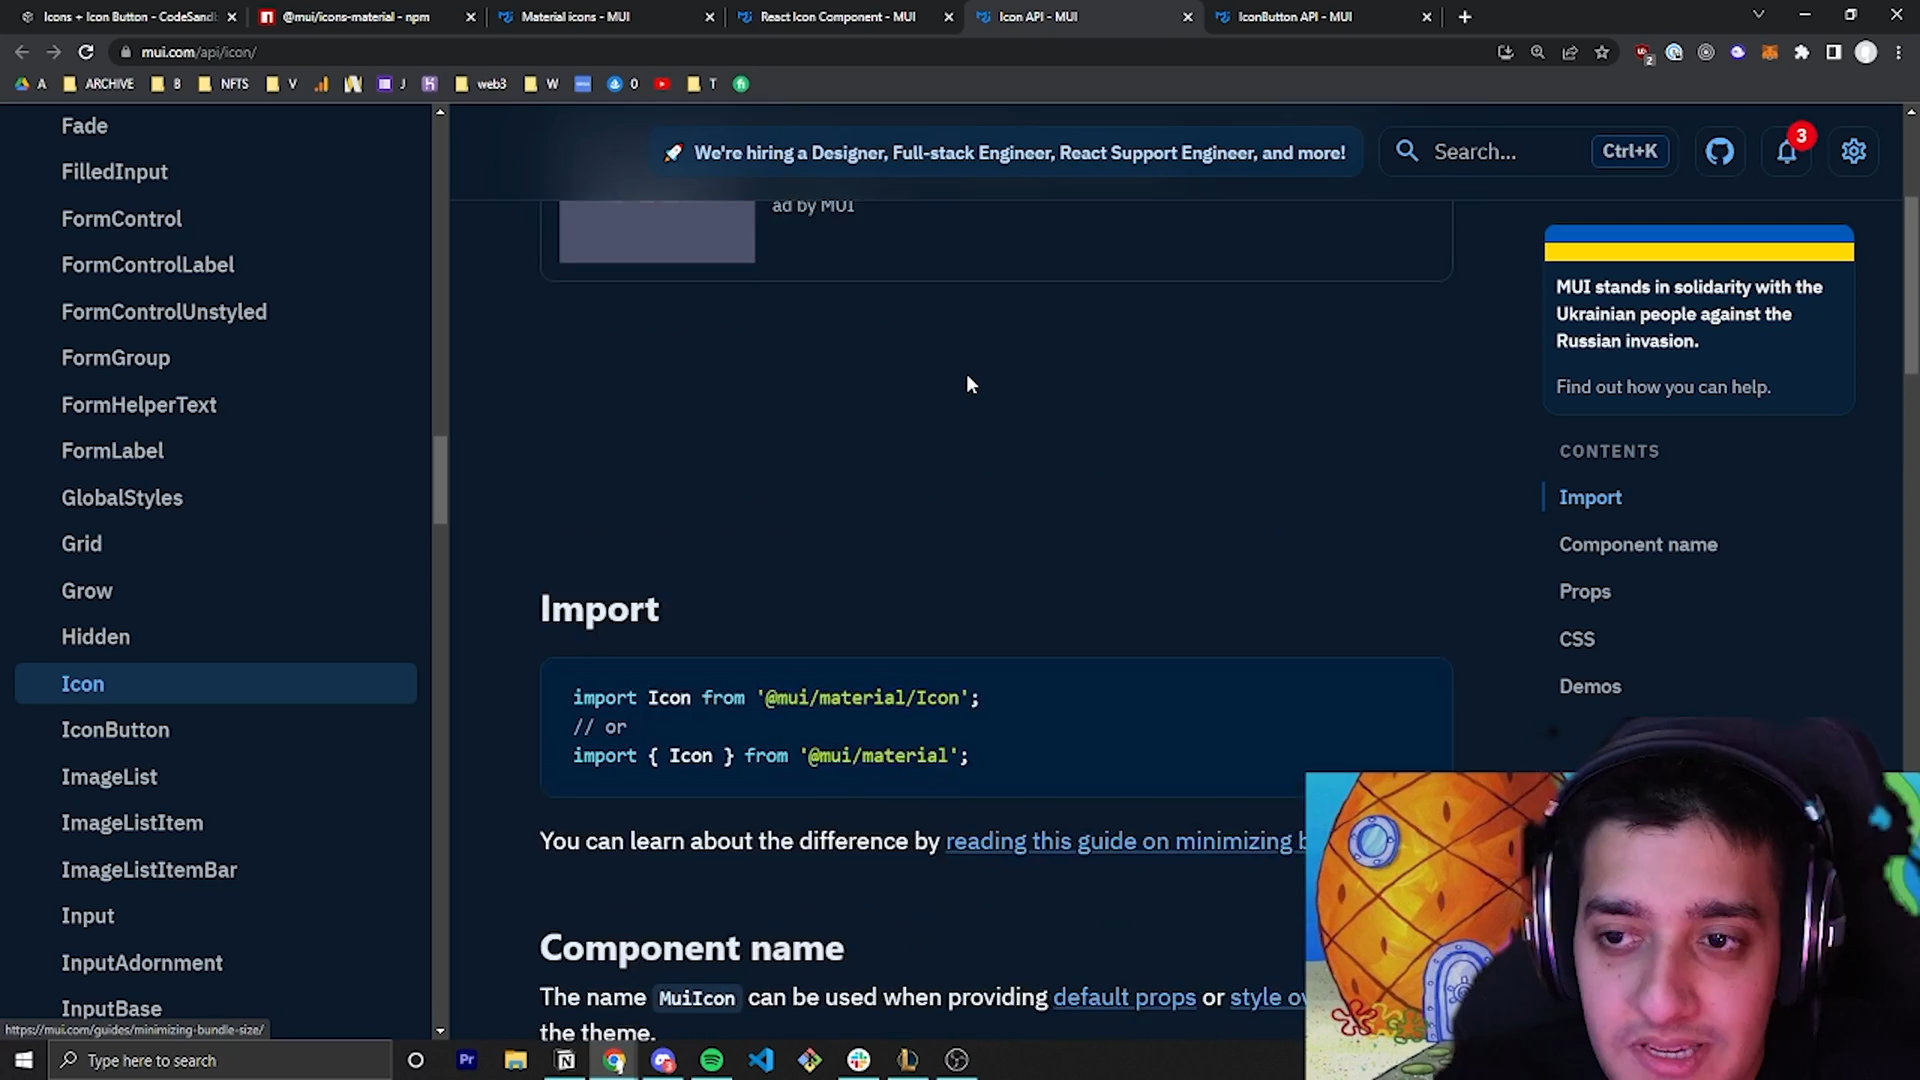 Icons + Icon Button - CodeSandb
@mui/icons-material - npm
Material icons - MUI
React Icon Component - MUI
Icon API - MUI
IconButton API - MUI
mui.com/api/icon/
2
A
ARCHIVE
B
NFTS
V
J
web3
W
0
T
Fade
FilledInput
FormControl
FormControlLabel
FormControlUnstyled
FormGroup
FormHelperText
FormLabel
GlobalStyles
Grid
Grow
Hidden
Icon
IconButton
ImageList
ImageListItem
ImageListItemBar
Input
InputAdornment
InputBase
https://mui.com/guides/minimizing-bundle-size/
We're hiring a Designer, Full-stack Engineer, React Support Engineer, and more!
Search...
Ctrl+K
3
ad by MUI
Import
import Icon from '@mui/material/Icon';
// or
import { Icon } from '@mui/material';
You can learn about the difference by reading this guide on minimizing b
Component name
The name MuiIcon can be used when providing default props or style ov
the theme.
MUI stands in solidarity with the
Ukrainian people against the
Russian invasion.
Find out how you can help.
CONTENTS
Import
Component name
Props
CSS
Demos
Type here to search
Pr